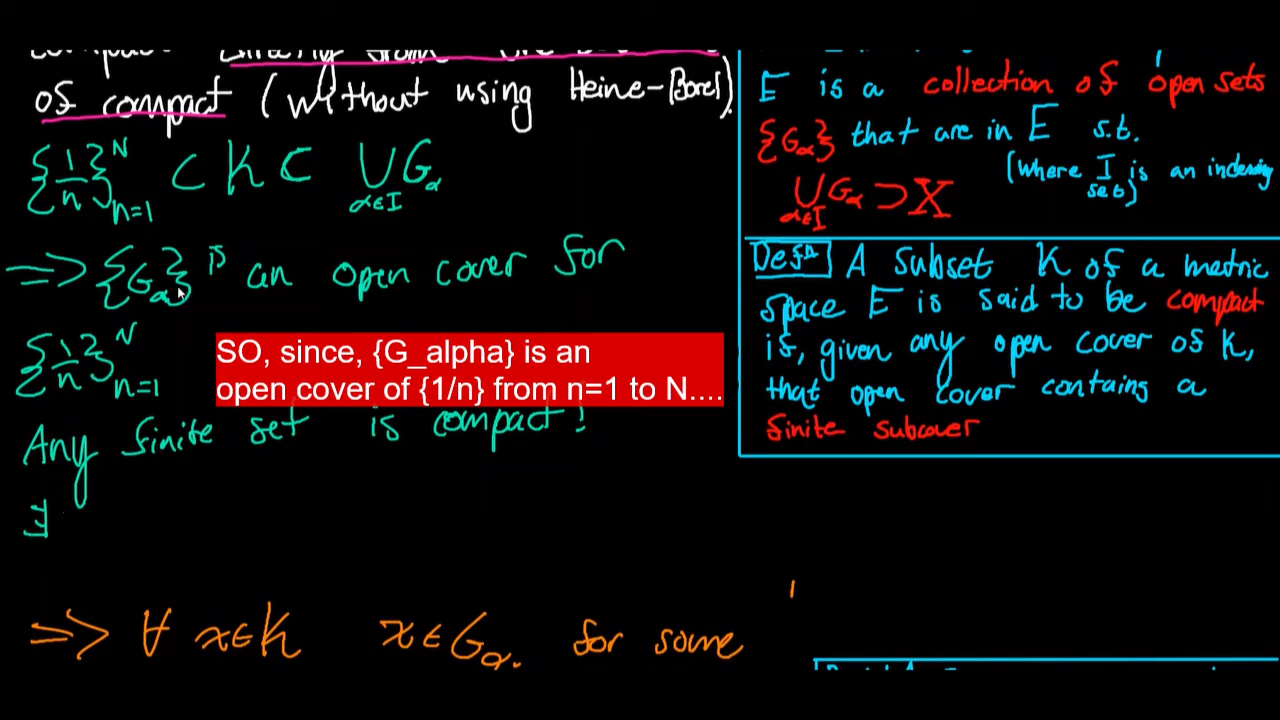 of compact (without using Heine-Borel).
{1/n}^N_{n=1} ⊂ K ⊂ ∪_{α∈I} G_α
=> {G_α} is an open cover for
{1/n}^N_{n=1}
SO, since, {G_alpha} is an
open cover of {1/n} from n=1 to N....
Any finite set is compact!
∃
=> ∀ x∈K x∈G_α. for some
E is a collection of open sets
{G_α} that are in E s.t.
(where I is an indexing
set)
∪_{α∈I} G_α ⊃ X
Defn A subset K of a metric
space E is said to be compact
is, given any open cover of K,
that open cover contains a
finite subcover